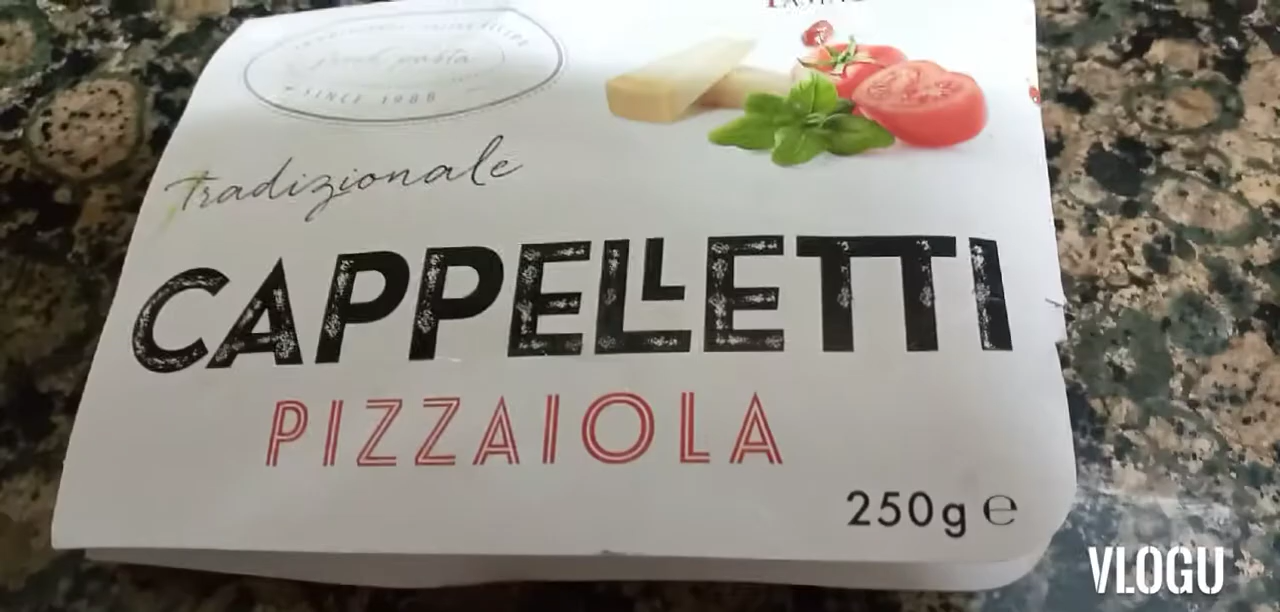 SINCE 1988
Tradizionale
CAPPELLETTI
PIZZAIOLA
250g ℮
VLOGU